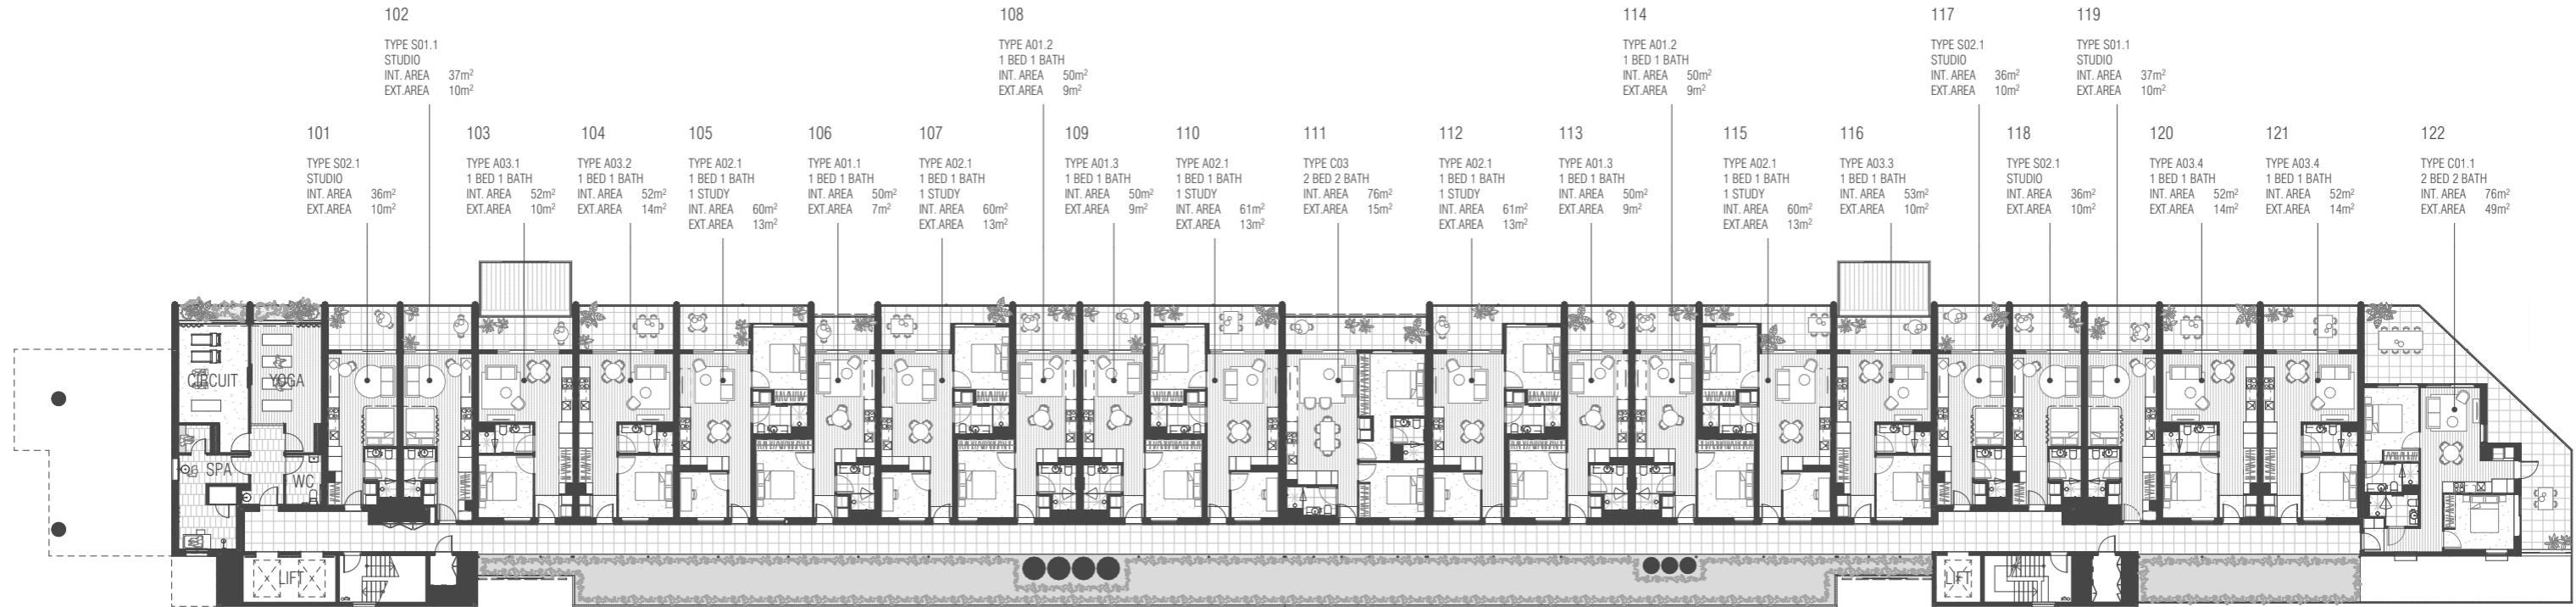 102
TYPE S01.1
STUDIO
INT. AREA 37m²
EXT.AREA 10m²
108
TYPE A01.2
1 BED 1 BATH
INT. AREA 50m²
EXT.AREA 9m²
114
TYPE A01.2
1 BED 1 BATH
INT. AREA 50m²
EXT.AREA 9m²
117
TYPE S02.1
STUDIO
INT. AREA 36m²
EXT.AREA 10m²
119
TYPE S01.1
STUDIO
INT. AREA 37m²
EXT.AREA 10m²
101
TYPE S02.1
STUDIO
INT. AREA 36m²
EXT.AREA 10m²
103
TYPE A03.1
1 BED 1 BATH
INT. AREA 52m²
EXT.AREA 10m²
104
TYPE A03.2
1 BED 1 BATH
INT. AREA 52m²
EXT.AREA 14m²
105
TYPE A02.1
1 BED 1 BATH
1 STUDY
INT. AREA 60m²
EXT.AREA 13m²
106
TYPE A01.1
1 BED 1 BATH
INT. AREA 50m²
EXT.AREA 7m²
107
TYPE A02.1
1 BED 1 BATH
1 STUDY
INT. AREA 60m²
EXT.AREA 13m²
109
TYPE A01.3
1 BED 1 BATH
INT. AREA 50m²
EXT.AREA 9m²
110
TYPE A02.1
1 BED 1 BATH
1 STUDY
INT. AREA 61m²
EXT.AREA 13m²
111
TYPE C03
2 BED 2 BATH
INT. AREA 76m²
EXT.AREA 15m²
112
TYPE A02.1
1 BED 1 BATH
1 STUDY
INT. AREA 61m²
EXT.AREA 13m²
113
TYPE A01.3
1 BED 1 BATH
INT. AREA 50m²
EXT.AREA 9m²
115
TYPE A02.1
1 BED 1 BATH
1 STUDY
INT. AREA 60m²
EXT.AREA 13m²
116
TYPE A03.3
1 BED 1 BATH
INT. AREA 53m²
EXT.AREA 10m²
118
TYPE S02.1
STUDIO
INT. AREA 36m²
EXT.AREA 10m²
120
TYPE A03.4
1 BED 1 BATH
INT. AREA 52m²
EXT.AREA 14m²
121
TYPE A03.4
1 BED 1 BATH
INT. AREA 52m²
EXT.AREA 14m²
122
TYPE C01.1
2 BED 2 BATH
INT. AREA 76m²
EXT.AREA 49m²
CIRCUIT
YOGA
SPA
WC
LIFT
LIFT